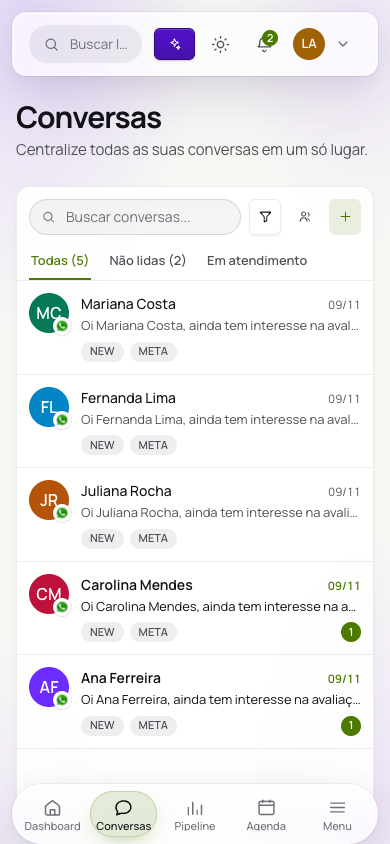 Buscar l...
2
LA
Conversas
Centralize todas as suas conversas em um só lugar.
Buscar conversas...
Todas (5) Não lidas (2) Em atendimento
MC Mariana Costa 09/11
Oi Mariana Costa, ainda tem interesse na aval...
NEW META
FL Fernanda Lima 09/11
Oi Fernanda Lima, ainda tem interesse na aval...
NEW META
JR Juliana Rocha 09/11
Oi Juliana Rocha, ainda tem interesse na avali...
NEW META
CM Carolina Mendes 09/11
Oi Carolina Mendes, ainda tem interesse na a...
NEW META 1
AF Ana Ferreira 09/11
Oi Ana Ferreira, ainda tem interesse na avaliaç...
NEW META 1
Dashboard Conversas Pipeline Agenda Menu